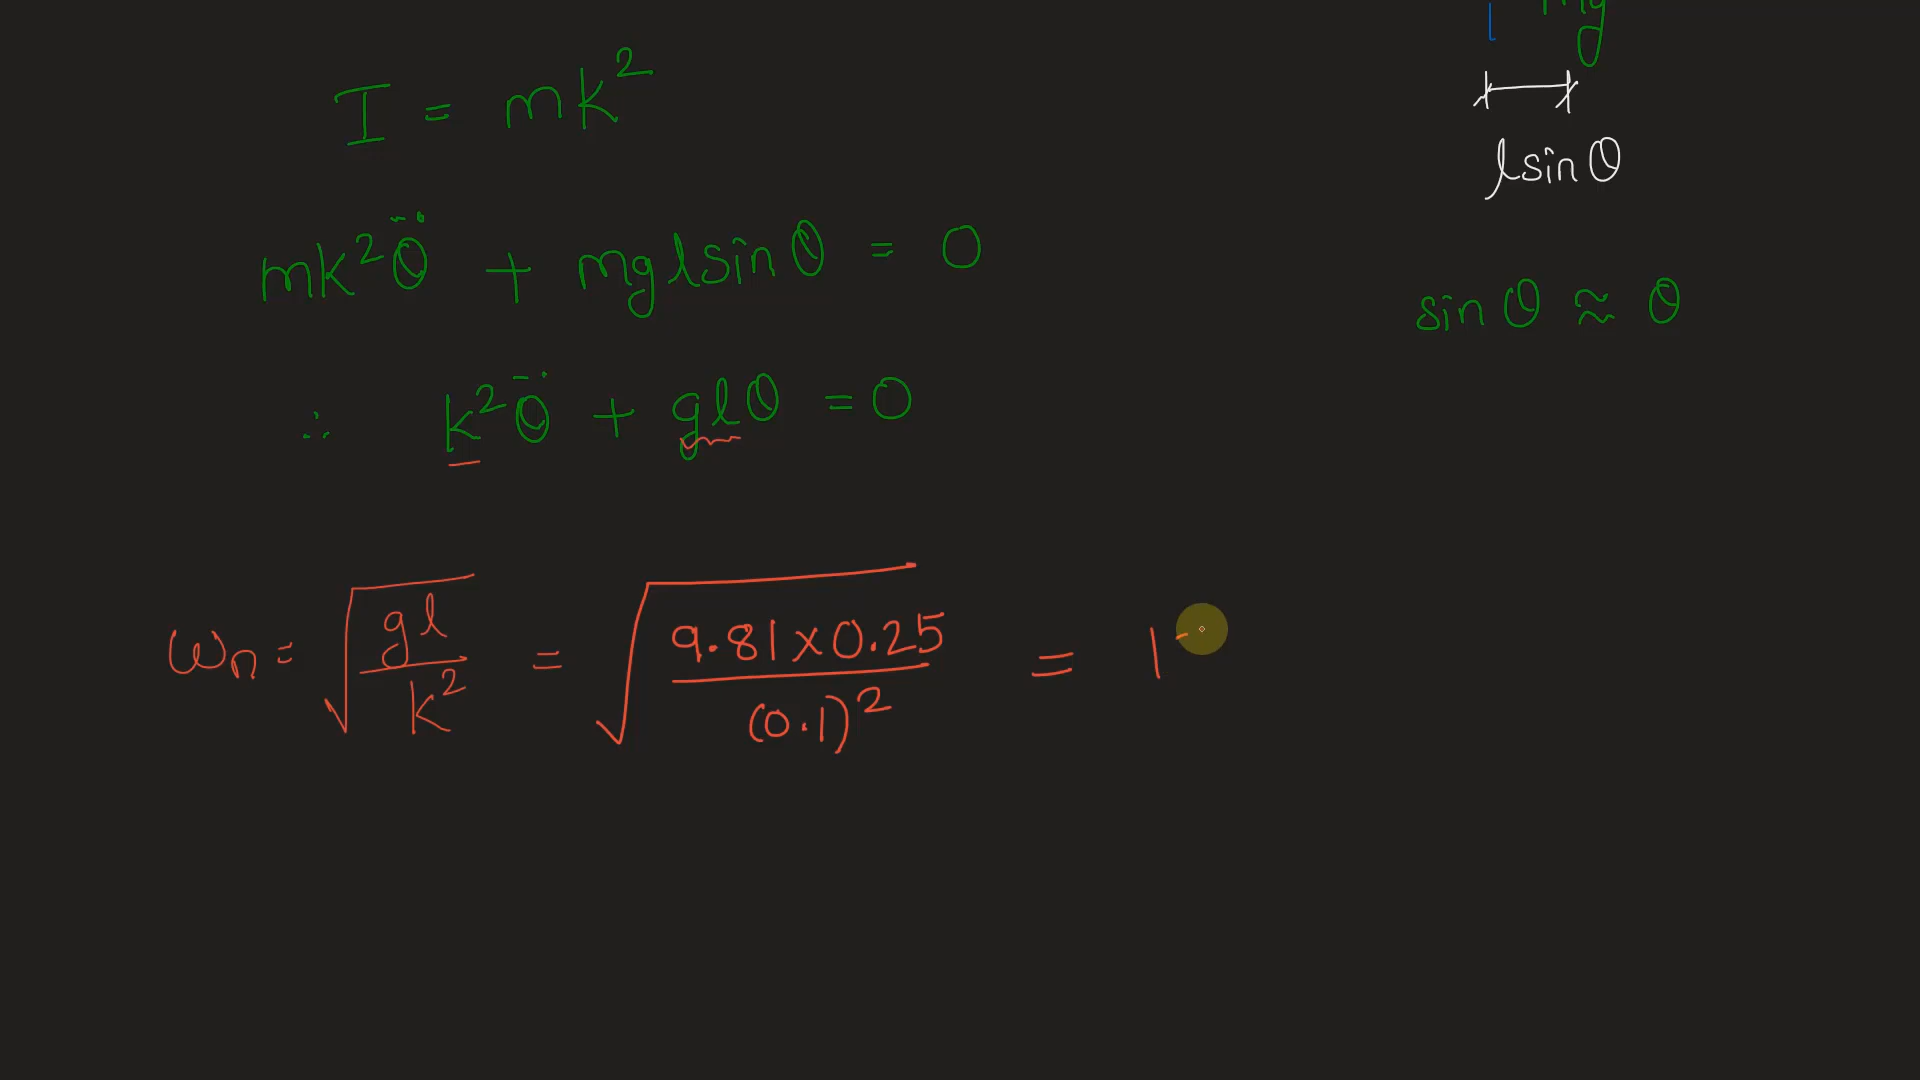 mg
I = mk²
lsinθ
mk²θ̈ + mglsinθ = 0
sinθ ≈ θ
∴ k²θ̈ + glθ = 0
ωn = √(gl/k²) = √(9.81×0.25/(0.1)²) = 1